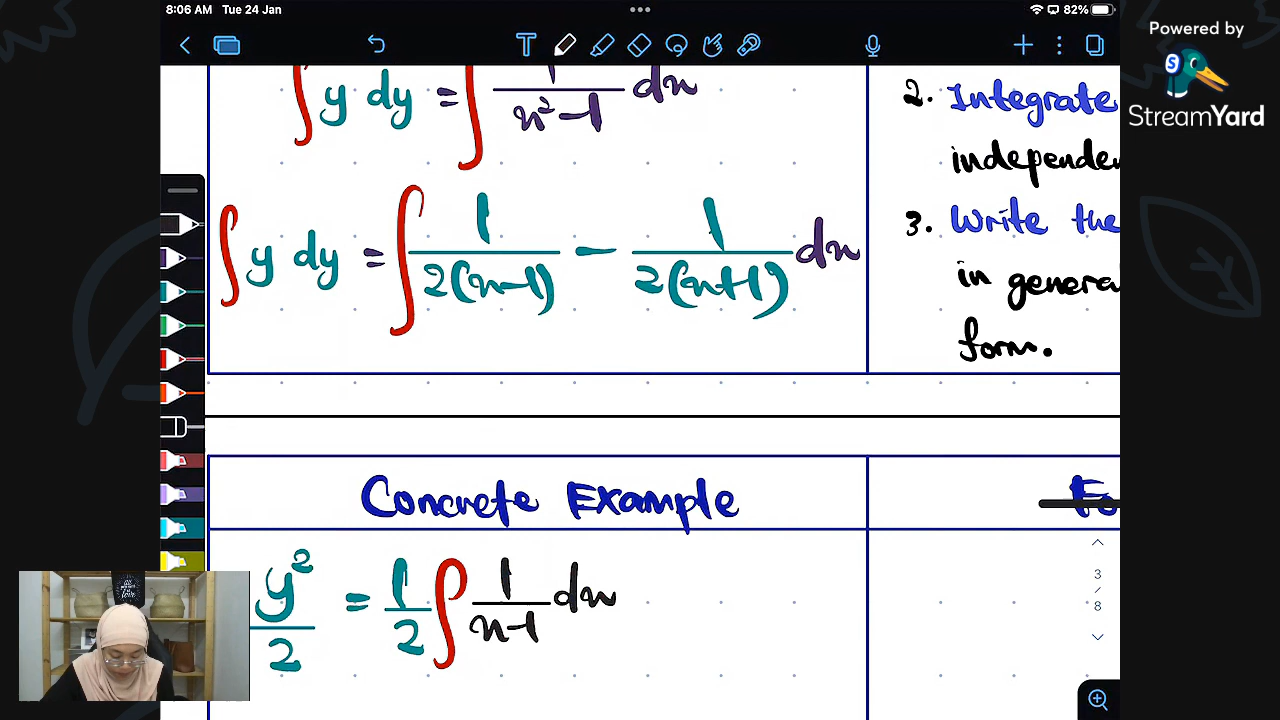 8:06 AM Tue 24 Jan
82%
Powered by
StreamYard
∫ y dy = ∫ 1/(x²-1) dx
∫ y dy = ∫ 1/(2(x-1)) - 1/(2(x+1)) dx
2. Integrate
independen
3. Write the
in genera
form.
Concrete Example
Fo
y²/2 = 1/2 ∫ 1/(x-1) dx
3
/
8